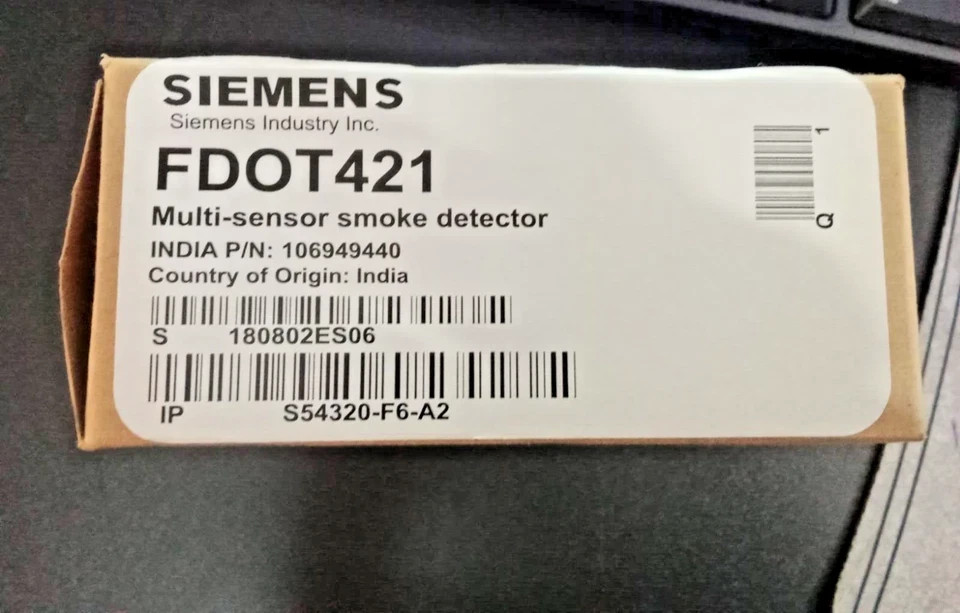 SIEMENS
Siemens Industry Inc.
FDOT421
Multi-sensor smoke detector
INDIA P/N: 106949440
Country of Origin: India
S 180802ES06
IP S54320-F6-A2
Q 1